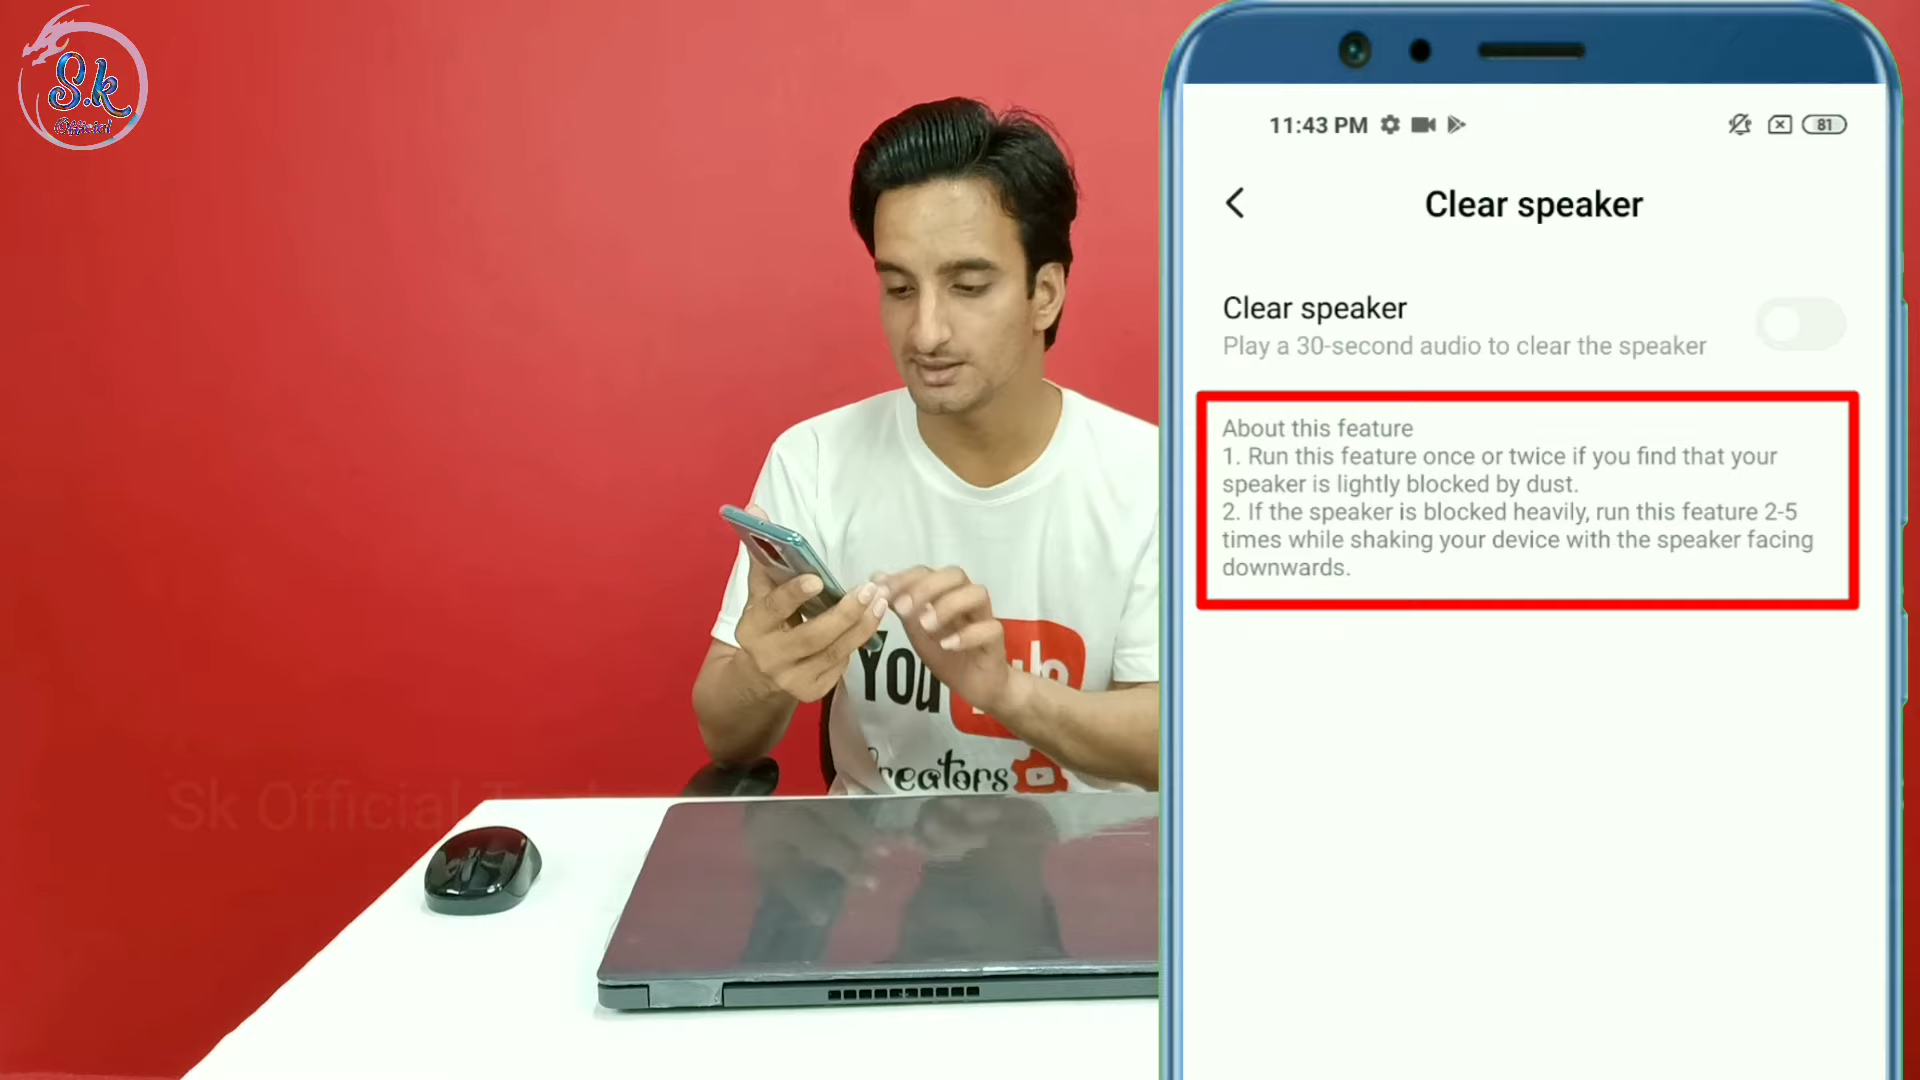 S.k
Official
11:43 PM
81
Clear speaker
Clear speaker
Play a 30-second audio to clear the speaker
About this feature
1. Run this feature once or twice if you find that your
speaker is lightly blocked by dust.
2. If the speaker is blocked heavily, run this feature 2-5
times while shaking your device with the speaker facing
downwards.
You
Creators
Sk Official